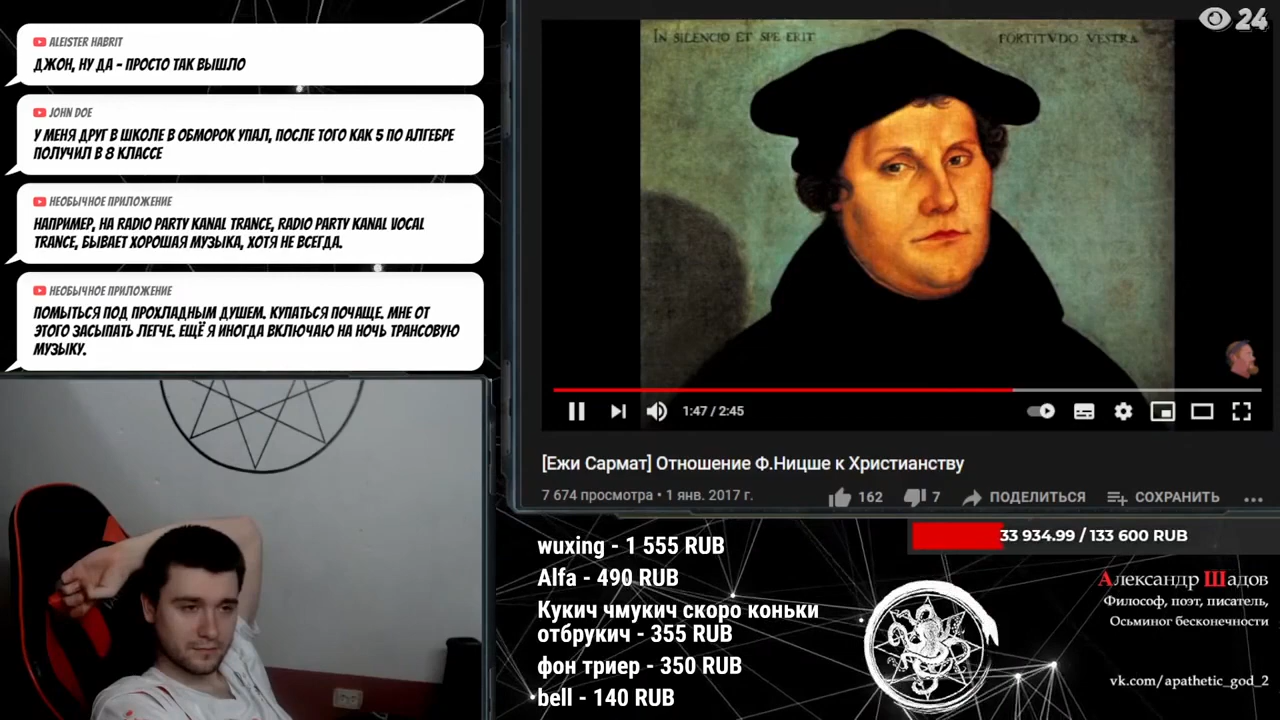 ALEISTER HABRIT
ДЖОН, НУ ДА - ПРОСТО ТАК ВЫШЛО
JOHN DOE
У МЕНЯ ДРУГ В ШКОЛЕ В ОБМОРОК УПАЛ, ПОСЛЕ ТОГО КАК 5 ПО АЛГЕБРЕ
ПОЛУЧИЛ В 8 КЛАССЕ
НЕОБЫЧНОЕ ПРИЛОЖЕНИЕ
НАПРИМЕР, НА RADIO PARTY KANAL TRANCE, RADIO PARTY KANAL VOCAL
TRANCE, БЫВАЕТ ХОРОШАЯ МУЗЫКА, ХОТЯ НЕ ВСЕГДА.
НЕОБЫЧНОЕ ПРИЛОЖЕНИЕ
ПОМЫТЬСЯ ПОД ПРОХЛАДНЫМ ДУШЕМ. КУПАТЬСЯ ПОЧАЩЕ. МНЕ ОТ
ЭТОГО ЗАСЫПАТЬ ЛЕГЧЕ. ЕЩЁ Я ИНОГДА ВКЛЮЧАЮ НА НОЧЬ ТРАНСОВУЮ
МУЗЫКУ.
24
IN SILENCIO ET SPE ERIT FORTITVDO VESTRA
1:47 / 2:45
[Ежи Сармат] Отношение Ф.Ницше к Христианству
7 674 просмотра • 1 янв. 2017 г. 162 7 ПОДЕЛИТЬСЯ СОХРАНИТЬ
33 934.99 / 133 600 RUB
wuxing - 1 555 RUB
Alfa - 490 RUB
Кукич чмукич скоро коньки
отбрукич - 355 RUB
фон триер - 350 RUB
bell - 140 RUB
Александр Шадов
Философ, поэт, писатель,
Осьминог бесконечности
vk.com/apathetic_god_2